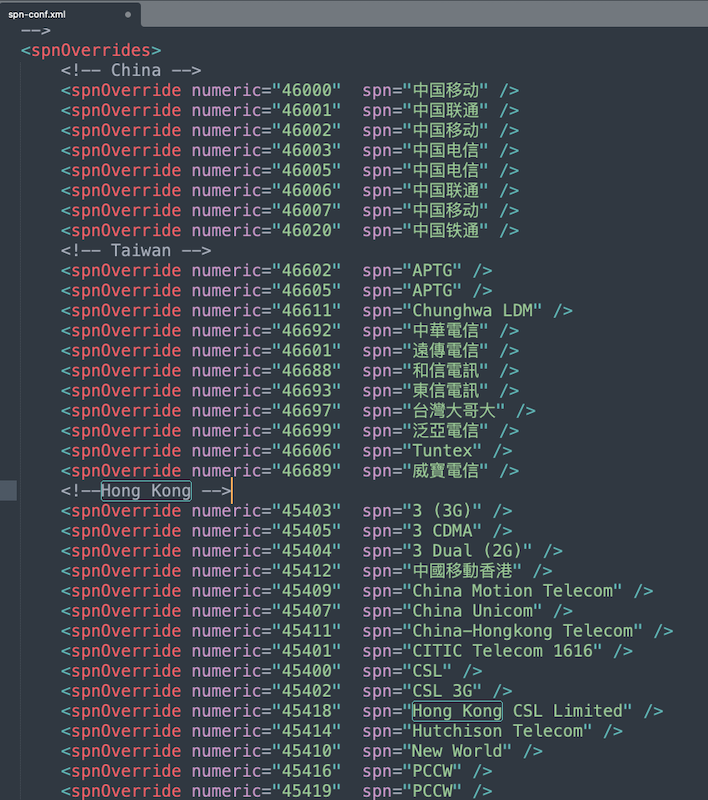 spn-conf.xml
-->
<spnOverrides>
<!-- China -->
<spnOverride numeric="46000" spn="中国移动" />
<spnOverride numeric="46001" spn="中国联通" />
<spnOverride numeric="46002" spn="中国移动" />
<spnOverride numeric="46003" spn="中国电信" />
<spnOverride numeric="46005" spn="中国电信" />
<spnOverride numeric="46006" spn="中国联通" />
<spnOverride numeric="46007" spn="中国移动" />
<spnOverride numeric="46020" spn="中国铁通" />
<!-- Taiwan -->
<spnOverride numeric="46602" spn="APTG" />
<spnOverride numeric="46605" spn="APTG" />
<spnOverride numeric="46611" spn="Chunghwa LDM" />
<spnOverride numeric="46692" spn="中華電信" />
<spnOverride numeric="46601" spn="遠傳電信" />
<spnOverride numeric="46688" spn="和信電訊" />
<spnOverride numeric="46693" spn="東信電訊" />
<spnOverride numeric="46697" spn="台灣大哥大" />
<spnOverride numeric="46699" spn="泛亞電信" />
<spnOverride numeric="46606" spn="Tuntex" />
<spnOverride numeric="46689" spn="威寶電信" />
<!--Hong Kong -->
<spnOverride numeric="45403" spn="3 (3G)" />
<spnOverride numeric="45405" spn="3 CDMA" />
<spnOverride numeric="45404" spn="3 Dual (2G)" />
<spnOverride numeric="45412" spn="中國移動香港" />
<spnOverride numeric="45409" spn="China Motion Telecom" />
<spnOverride numeric="45407" spn="China Unicom" />
<spnOverride numeric="45411" spn="China-Hongkong Telecom" />
<spnOverride numeric="45401" spn="CITIC Telecom 1616" />
<spnOverride numeric="45400" spn="CSL" />
<spnOverride numeric="45402" spn="CSL 3G" />
<spnOverride numeric="45418" spn="Hong Kong CSL Limited" />
<spnOverride numeric="45414" spn="Hutchison Telecom" />
<spnOverride numeric="45410" spn="New World" />
<spnOverride numeric="45416" spn="PCCW" />
<spnOverride numeric="45419" spn="PCCW" />